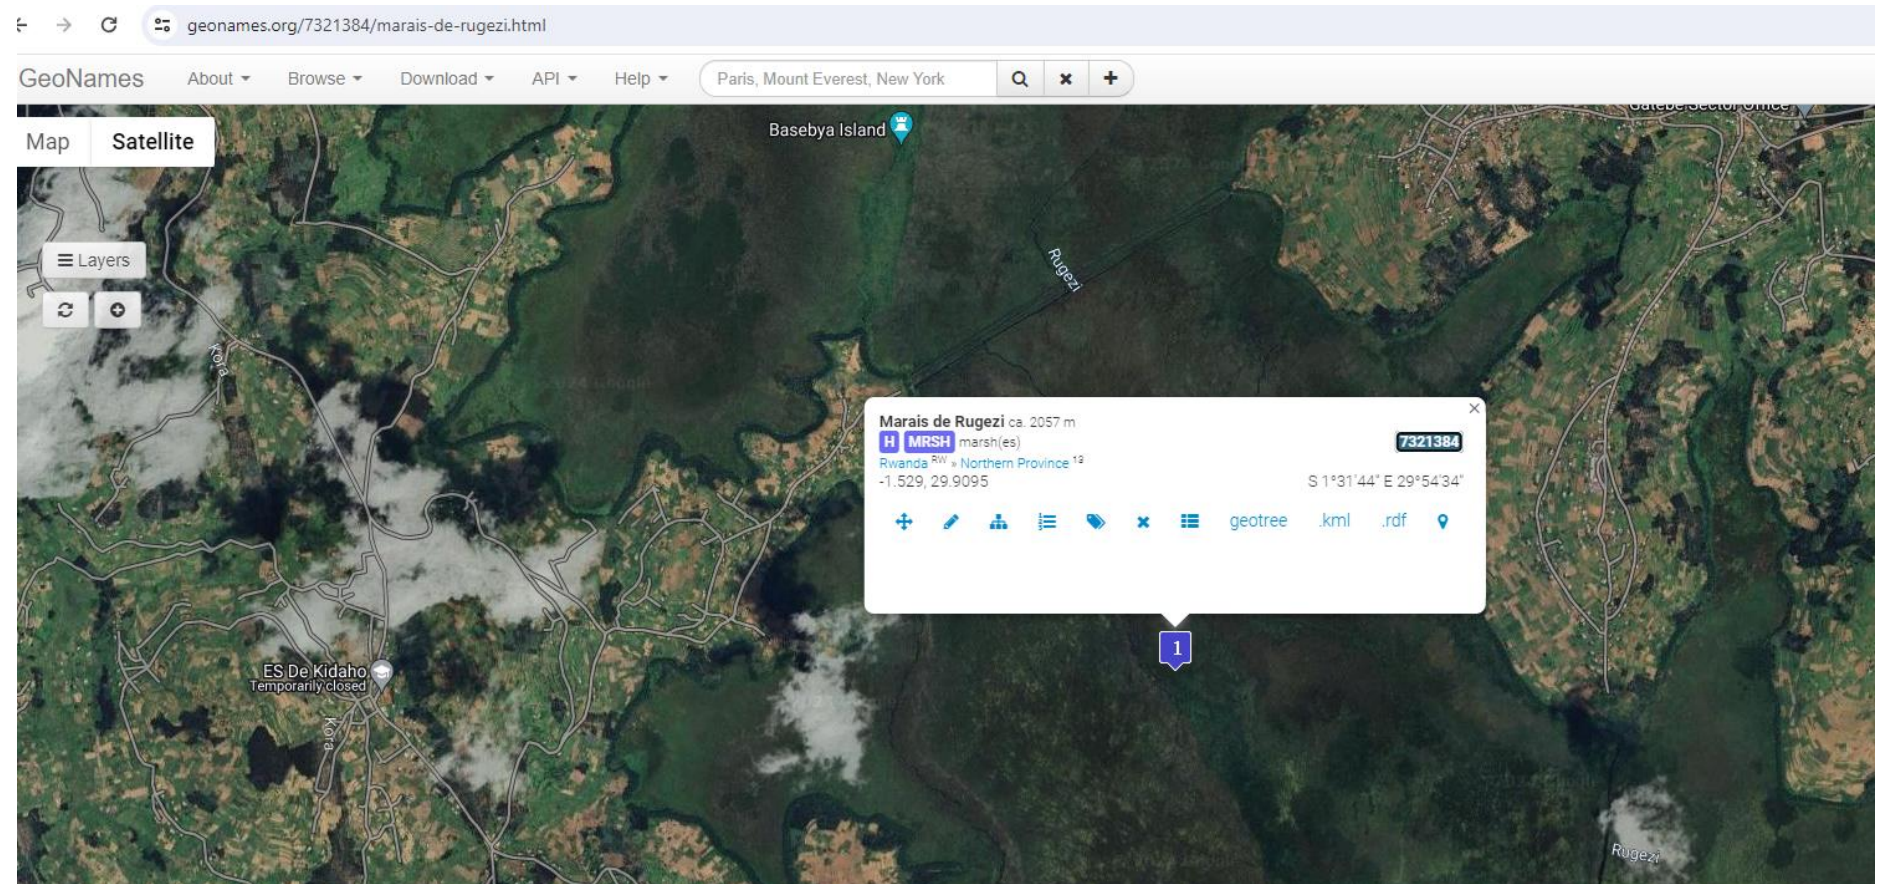 geonames.org/7321384/marais-de-rugezi.html
GeoNames About Browse Download API Help Paris, Mount Everest, New York
Map Satellite
Basebya Island
Layers
Rugezi
Kora
Marais de Rugezi ca. 2057 m
H MRSH marsh(es) 7321384
Rwanda RW » Northern Province
-1.529, 29.9095 S 1°31'44" E 29°54'34"
geotree .kml .rdf
1
ES De Kidaho
Temporarily closed
Kora
Rugezi